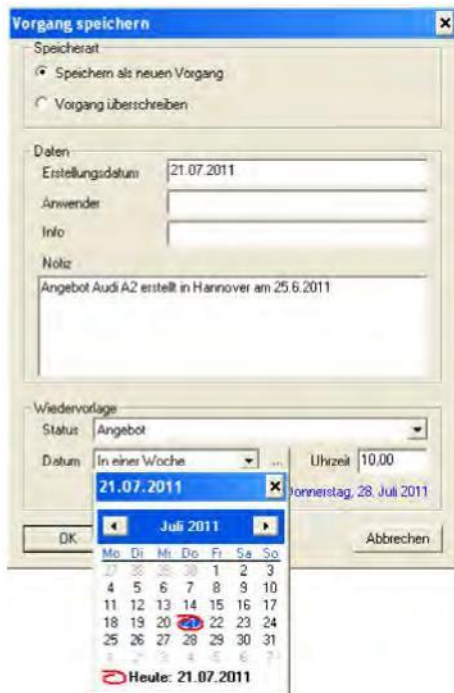 Vorgang speichern
Speicherart
Speichern als neuen Vorgang
Vorgang überschreiben
Daten
Erstellungsdatum 21.07.2011
Anwender
Info
Notiz
Angebot Audi A2 erstellt in Hannover am 25.6.2011
Wiedervorlage
Status Angebot
Datum In einer Woche ... Uhrzeit 10,00
Donnerstag, 28. Juli 2011
OK Abbrechen
21.07.2011
Juli 2011
Mo Di Mi Do Fr Sa So
27 28 29 30 1 2 3
4 5 6 7 8 9 10
11 12 13 14 15 16 17
18 19 20 21 22 23 24
25 26 27 28 29 30 31
1 2 3 4 5 6 7
Heute: 21.07.2011